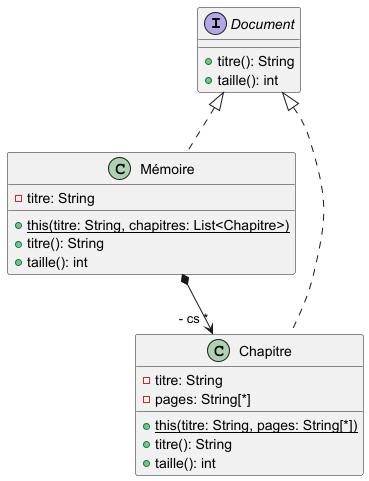 I Document
titre(): String
taille(): int
C Mémoire
titre: String
this(titre: String, chapitres: List<Chapitre>)
titre(): String
taille(): int
- cs *
C Chapitre
titre: String
pages: String[*]
this(titre: String, pages: String[*])
titre(): String
taille(): int